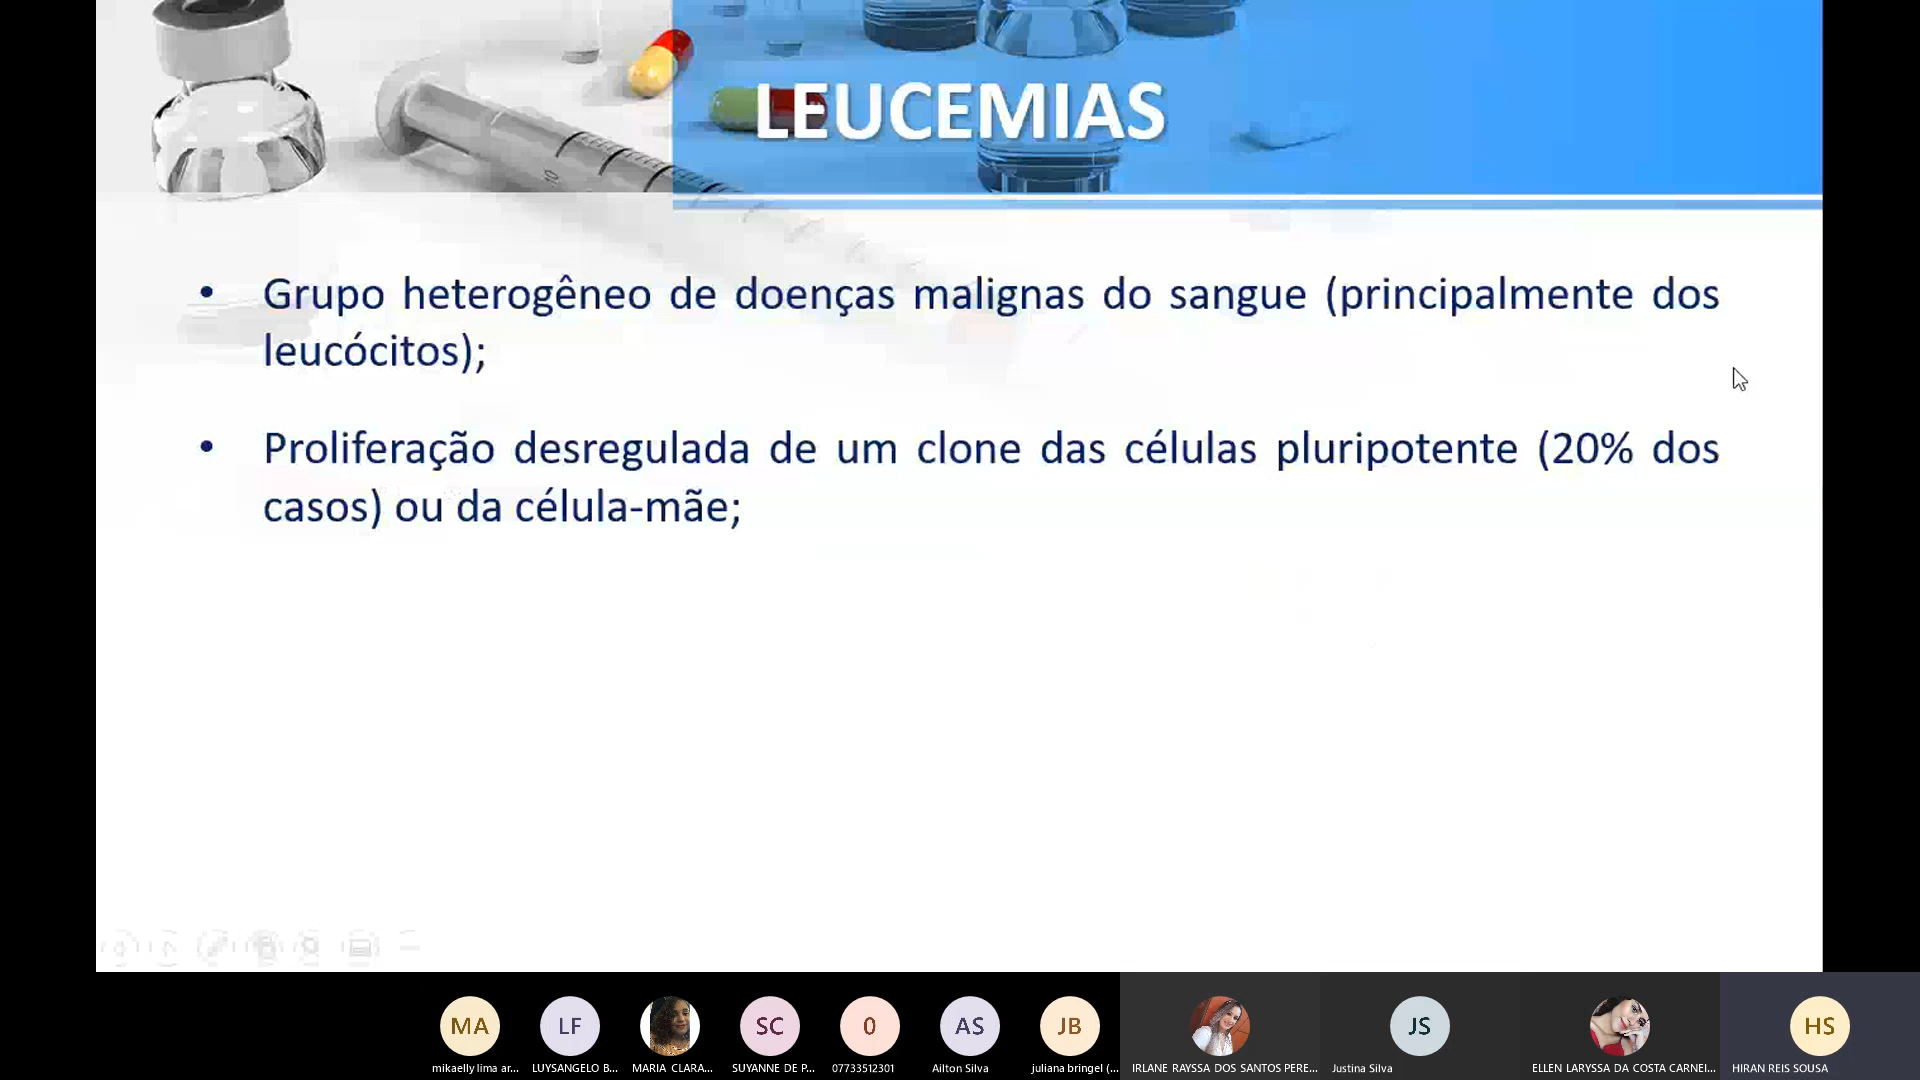 LEUCEMIAS
• Grupo heterogêneo de doenças malignas do sangue (principalmente dos
leucócitos);
• Proliferação desregulada de um clone das células pluripotente (20% dos
casos) ou da célula-mãe;
MA LF SC 0 AS JB JS HS
mikaelly lima ar... LUYSANGELO B... MARIA CLARA... SUYANNE DE P... 07733512301 Ailton Silva juliana bringel (... IRLANE RAYSSA DOS SANTOS PERE... Justina Silva ELLEN LARYSSA DA COSTA CARNEI... HIRAN REIS SOUSA